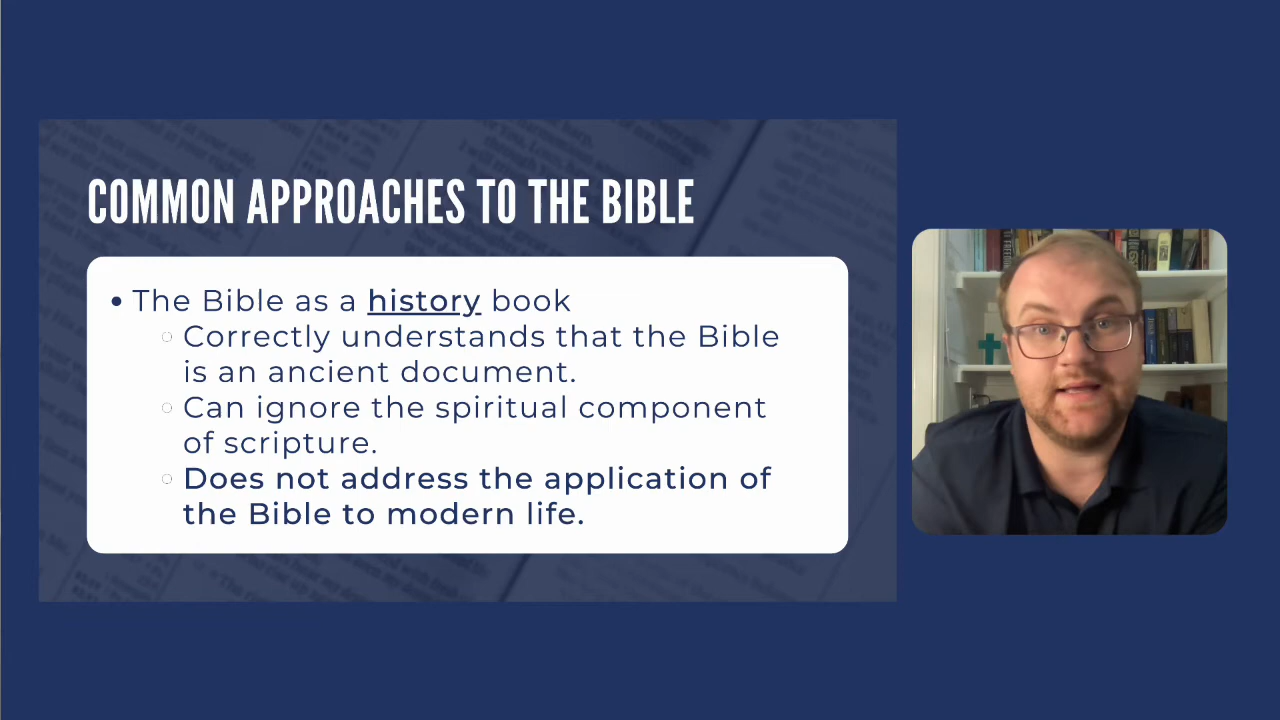 COMMON APPROACHES TO THE BIBLE
• The Bible as a history book
○ Correctly understands that the Bible
is an ancient document.
○ Can ignore the spiritual component
of scripture.
○ Does not address the application of
the Bible to modern life.